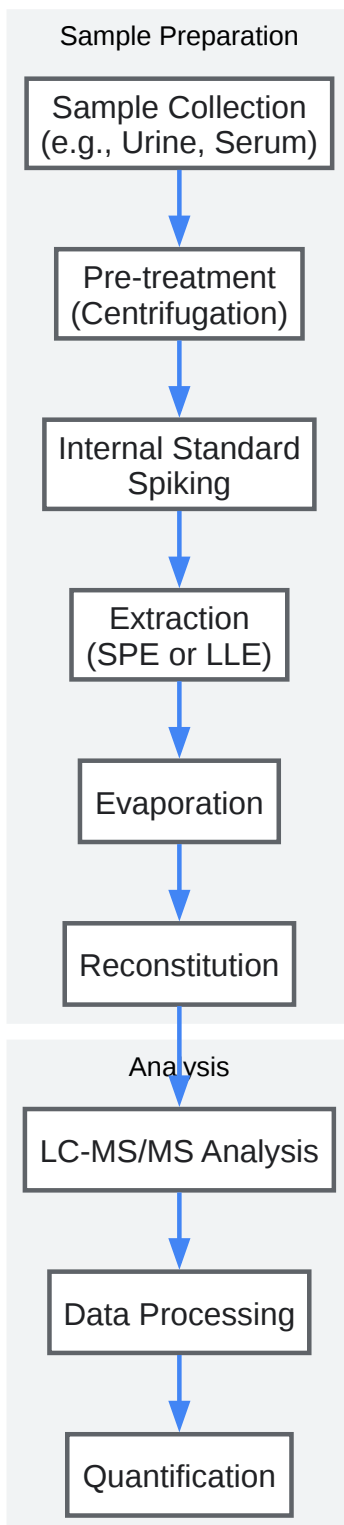 Sample Preparation
Sample Collection
(e.g., Urine, Serum)
Pre-treatment
(Centrifugation)
Internal Standard
Spiking
Extraction
(SPE or LLE)
Evaporation
Reconstitution
Analysis
LC-MS/MS Analysis
Data Processing
Quantification